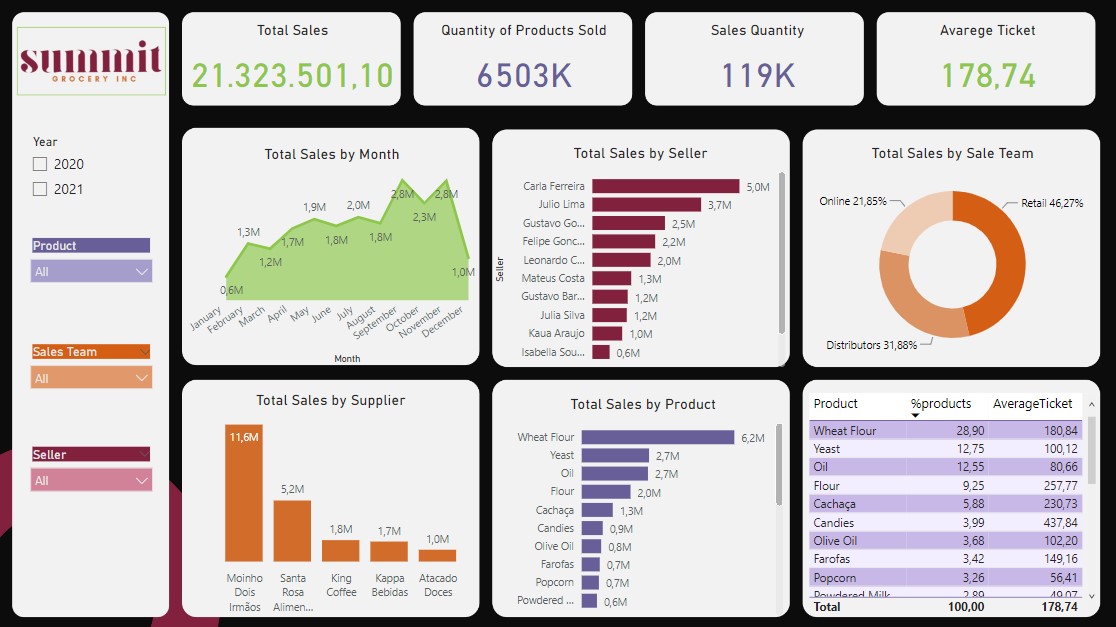 summit
GROCERY INC
Year
2020
2021
Product
All
Sales Team
All
Seller
All
Total Sales
21.323.501,10
Quantity of Products Sold
6503K
Sales Quantity
119K
Avarege Ticket
178,74
Total Sales by Month
0,6M
1,3M
1,2M
1,7M
1,9M
1,8M
2,0M
1,8M
2,8M
2,3M
2,8M
1,0M
January
February
March
April
May
June
July
August
September
October
November
December
Month
Total Sales by Seller
Seller
Carla Ferreira 5,0M
Julio Lima 3,7M
Gustavo Go... 2,5M
Felipe Gonc... 2,2M
Leonardo C... 2,0M
Mateus Costa 1,3M
Gustavo Bar... 1,2M
Julia Silva 1,2M
Kaua Araujo 1,0M
Isabella Sou... 0,6M
Total Sales by Sale Team
Online 21,85%
Retail 46,27%
Distributors 31,88%
Total Sales by Supplier
11,6M
5,2M
1,8M
1,7M
1,0M
Moinho Dois Irmãos
Santa Rosa Alimen...
King Coffee
Kappa Bebidas
Atacado Doces
Total Sales by Product
Wheat Flour 6,2M
Yeast 2,7M
Oil 2,7M
Flour 2,0M
Cachaça 1,3M
Candies 0,9M
Olive Oil 0,8M
Farofas 0,7M
Popcorn 0,7M
Powdered ... 0,6M
Product %products AverageTicket
Wheat Flour 28,90 180,84
Yeast 12,75 100,12
Oil 12,55 80,66
Flour 9,25 257,77
Cachaça 5,88 230,73
Candies 3,99 437,84
Olive Oil 3,68 102,20
Farofas 3,42 149,16
Popcorn 3,26 56,41
Powdered Milk 2,89 49,07
Total 100,00 178,74